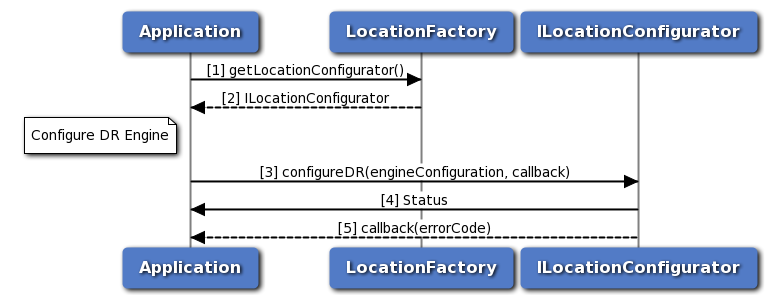 Application
LocationFactory
ILocationConfigurator
[1] getLocationConfigurator()
[2] ILocationConfigurator
Configure DR Engine
[3] configureDR(engineConfiguration, callback)
[4] Status
[5] callback(errorCode)
Application
LocationFactory
ILocationConfigurator